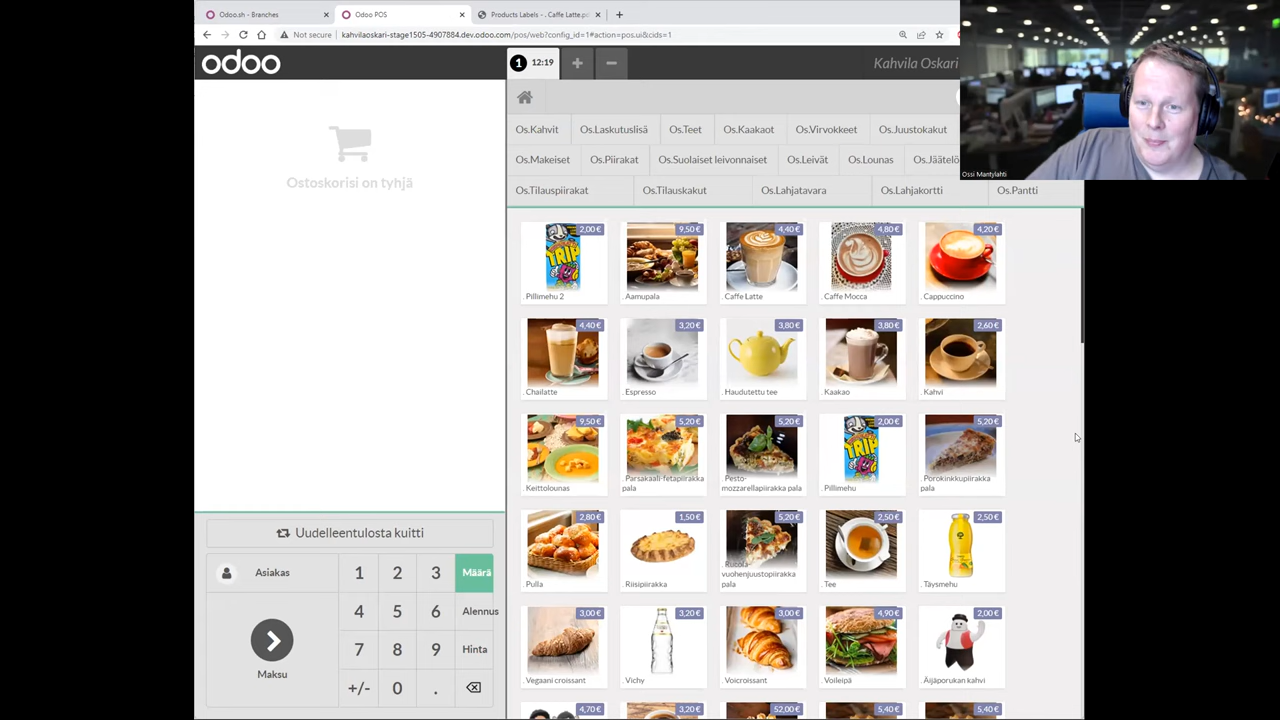 Odoo.sh - Branches
Odoo POS
Products Labels - . Caffe Latte.p
Not secure
kahvilaoskari-stage1505-4907884.dev.odoo.com/pos/web?config_id=1#action=pos.ui&cids=1
odoo
1 12:19
Kahvila Oskari
Os.Kahvit Os.Laskutuslisä Os.Teet Os.Kaakaot Os.Virvokkeet Os.Juustokakut
Os.Makeiset Os.Piirakat Os.Suolaiset leivonnaiset Os.Leivät Os.Lounas Os.Jäätelö
Os.Tilauspiirakat Os.Tilauskakut Os.Lahjatavara Os.Lahjakortti Os.Pantti
Ossi Mantylahti
Ostoskorisi on tyhjä
2,00 € 9,50 € 4,40 € 4,80 € 4,20 €
TRIP
. Pillimehu 2 . Aamupala . Caffe Latte . Caffe Mocca . Cappuccino
4,40 € 3,20 € 3,80 € 3,80 € 2,60 €
. Chailatte . Espresso . Haudutettu tee . Kaakao . Kahvi
9,50 € 5,20 € 5,20 € 2,00 € 5,20 €
TRIP
. Keittolounas . Parsakaali-fetapiirakka pala . Pesto-mozzarellapiirakka pala . Pillimehu . Porokinkkupiirakka pala
2,80 € 1,50 € 5,20 € 2,50 € 2,50 €
. Pulla . Riisipiirakka . Rucola vuohenjuustopiirakka pala . Tee . Täysmehu
3,00 € 3,20 € 3,00 € 4,90 € 2,00 €
. Vegaani croissant . Vichy . Voicroissant . Voileipä . Äijäporukan kahvi
4,70 € 52,00 € 5,40 € 5,40 €
Uudelleentulosta kuitti
Asiakas 1 2 3 Määrä
4 5 6 Alennus
Maksu 7 8 9 Hinta
+/- 0 .